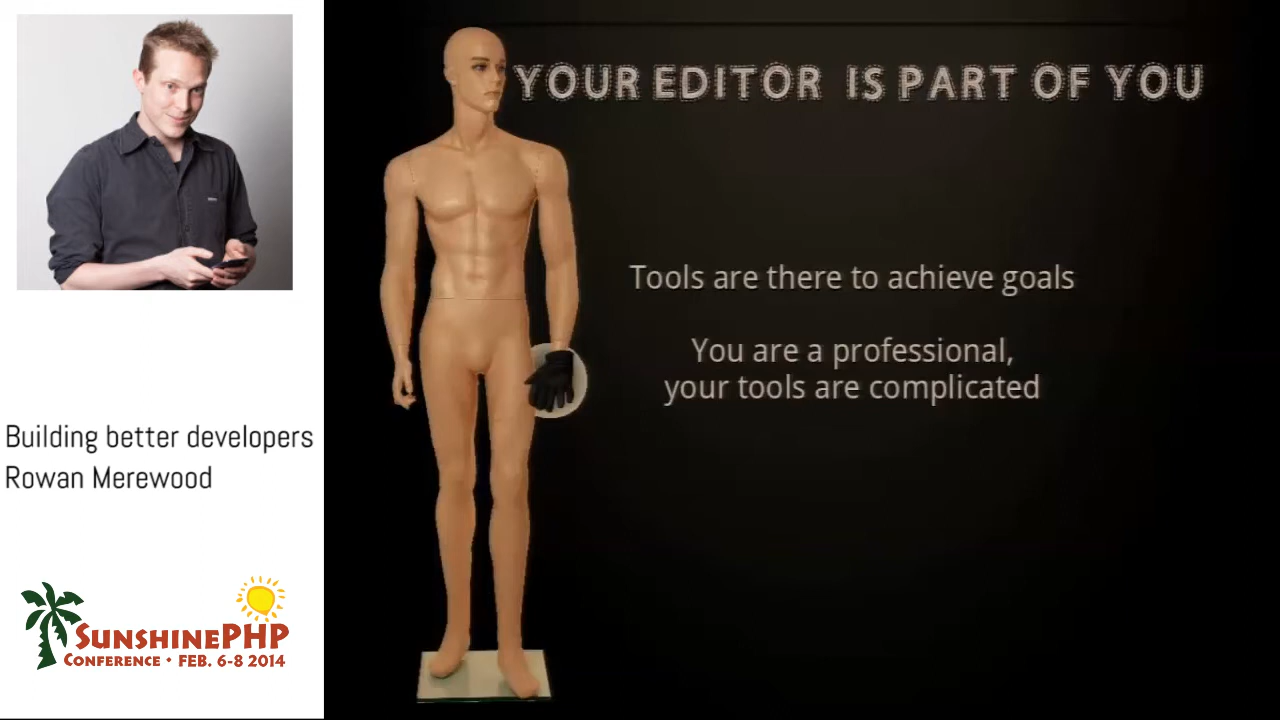 YOUR EDITOR IS PART OF YOU
Tools are there to achieve goals
You are a professional,
your tools are complicated
Building better developers
Rowan Merewood
SUNSHINEPHP
CONFERENCE • FEB. 6-8 2014